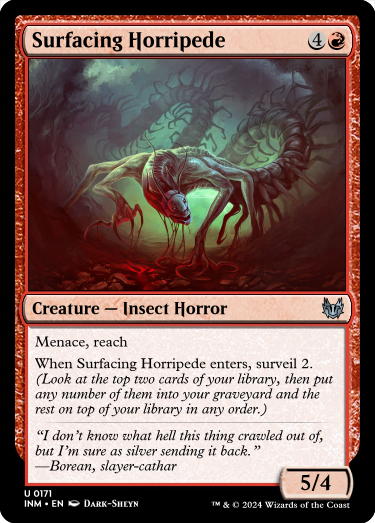 Surfacing Horripede 4
Creature — Insect Horror
Menace, reach
When Surfacing Horripede enters, surveil 2.
(Look at the top two cards of your library, then put
any number of them into your graveyard and the
rest on top of your library in any order.)
“I don’t know what hell this thing crawled out of,
but I’m sure as silver sending it back.”
—Borean, slayer-cathar
5/4
U 0171
INM • EN Dark-Sheyn
™ & © 2024 Wizards of the Coast